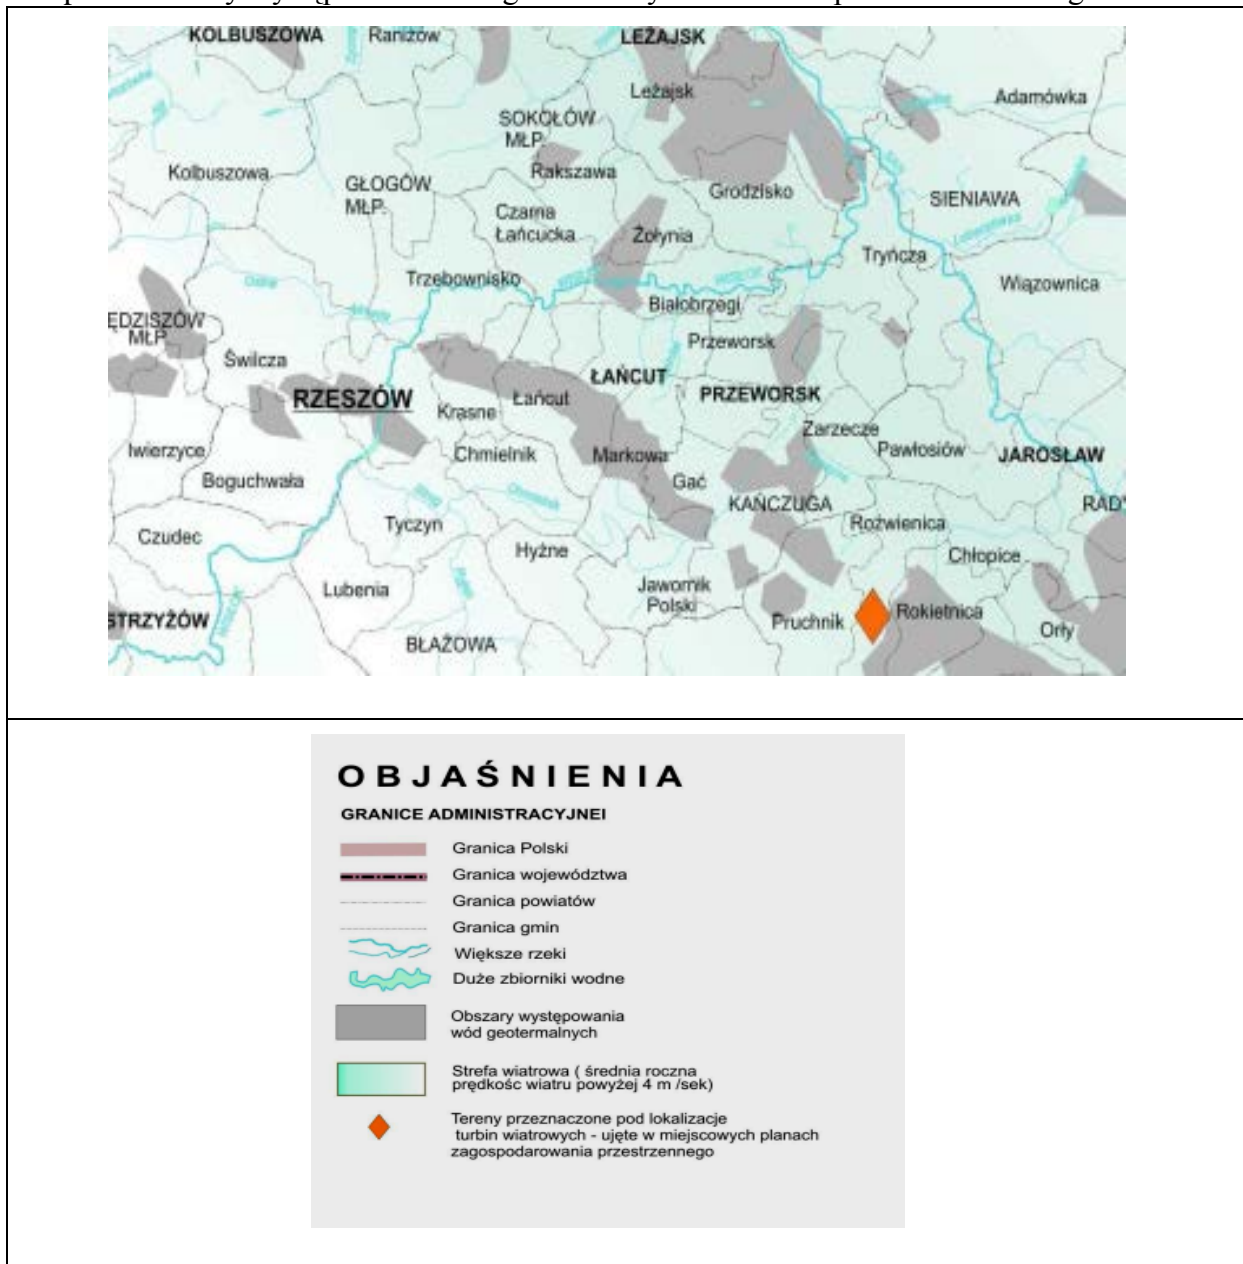 KOLBUSZOWA
Raniżów
LEŻAJSK
Leżajsk
Adamówka
SOKOŁÓW
MŁP.
Kolbuszowa
GŁOGÓW
MŁP.
Rakszawa
Grodzisko
SIENIAWA
Czarna
Łańcucka
Żołynia
Tryńcza
Trzebownisko
Wiązownica
Białobrzegi
ĘDZISZÓW
MŁP.
Przeworsk
Świlcza
ŁAŃCUT
RZESZÓW
Krasne
Łańcut
PRZEWORSK
Zarzecze
Iwierzyce
Chmielnik
Markowa
Pawłosiów
JAROSŁAW
Boguchwała
Gać
KAŃCZUGA
RADY
Czudec
Tyczyn
Roźwienica
Hyżne
Chłopice
Lubenia
Jawornik
Polski
STRZYŻÓW
Pruchnik
Rokietnica
Orły
BŁAŻOWA
OBJAŚNIENIA
GRANICE ADMINISTRACYJNEI
Granica Polski
Granica województwa
Granica powiatów
Granica gmin
Większe rzeki
Duże zbiorniki wodne
Obszary występowania
wód geotermalnych
Strefa wiatrowa ( średnia roczna
prędkośc wiatru powyżej 4 m /sek)
Tereny przeznaczone pod lokalizacje
turbin wiatrowych - ujęte w miejscowych planach
zagospodarowania przestrzennego